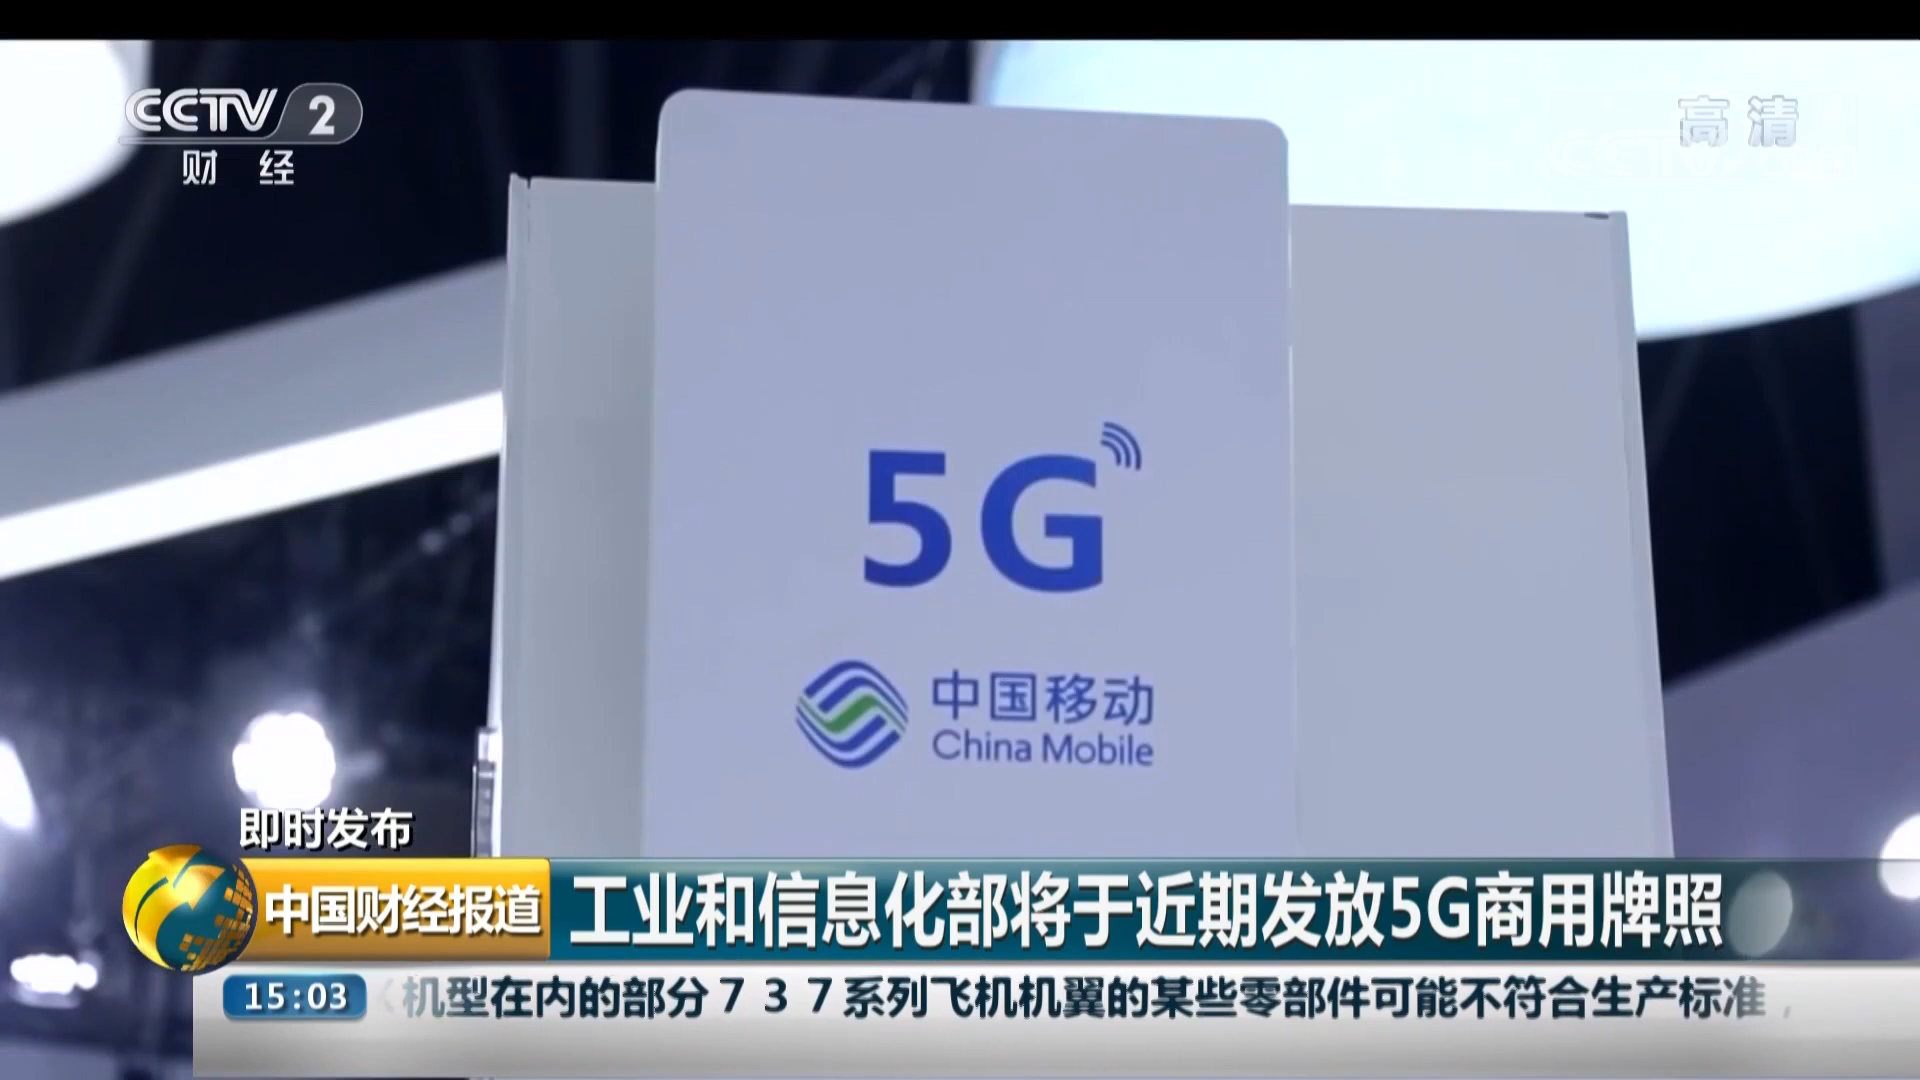 CCTV 2
财 经
高清
5G
中国移动
China Mobile
即时发布
中国财经报道
工业和信息化部将于近期发放5G商用牌照
15:03
机型在内的部分737系列飞机机翼的某些零部件可能不符合生产标准，